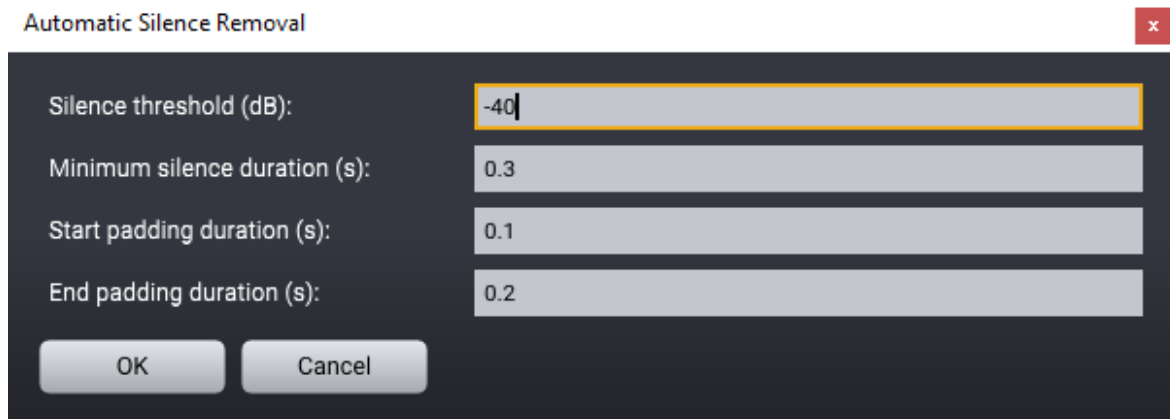 Automatic Silence Removal x
Silence threshold (dB): -40
Minimum silence duration (s): 0.3
Start padding duration (s): 0.1
End padding duration (s): 0.2
OK Cancel